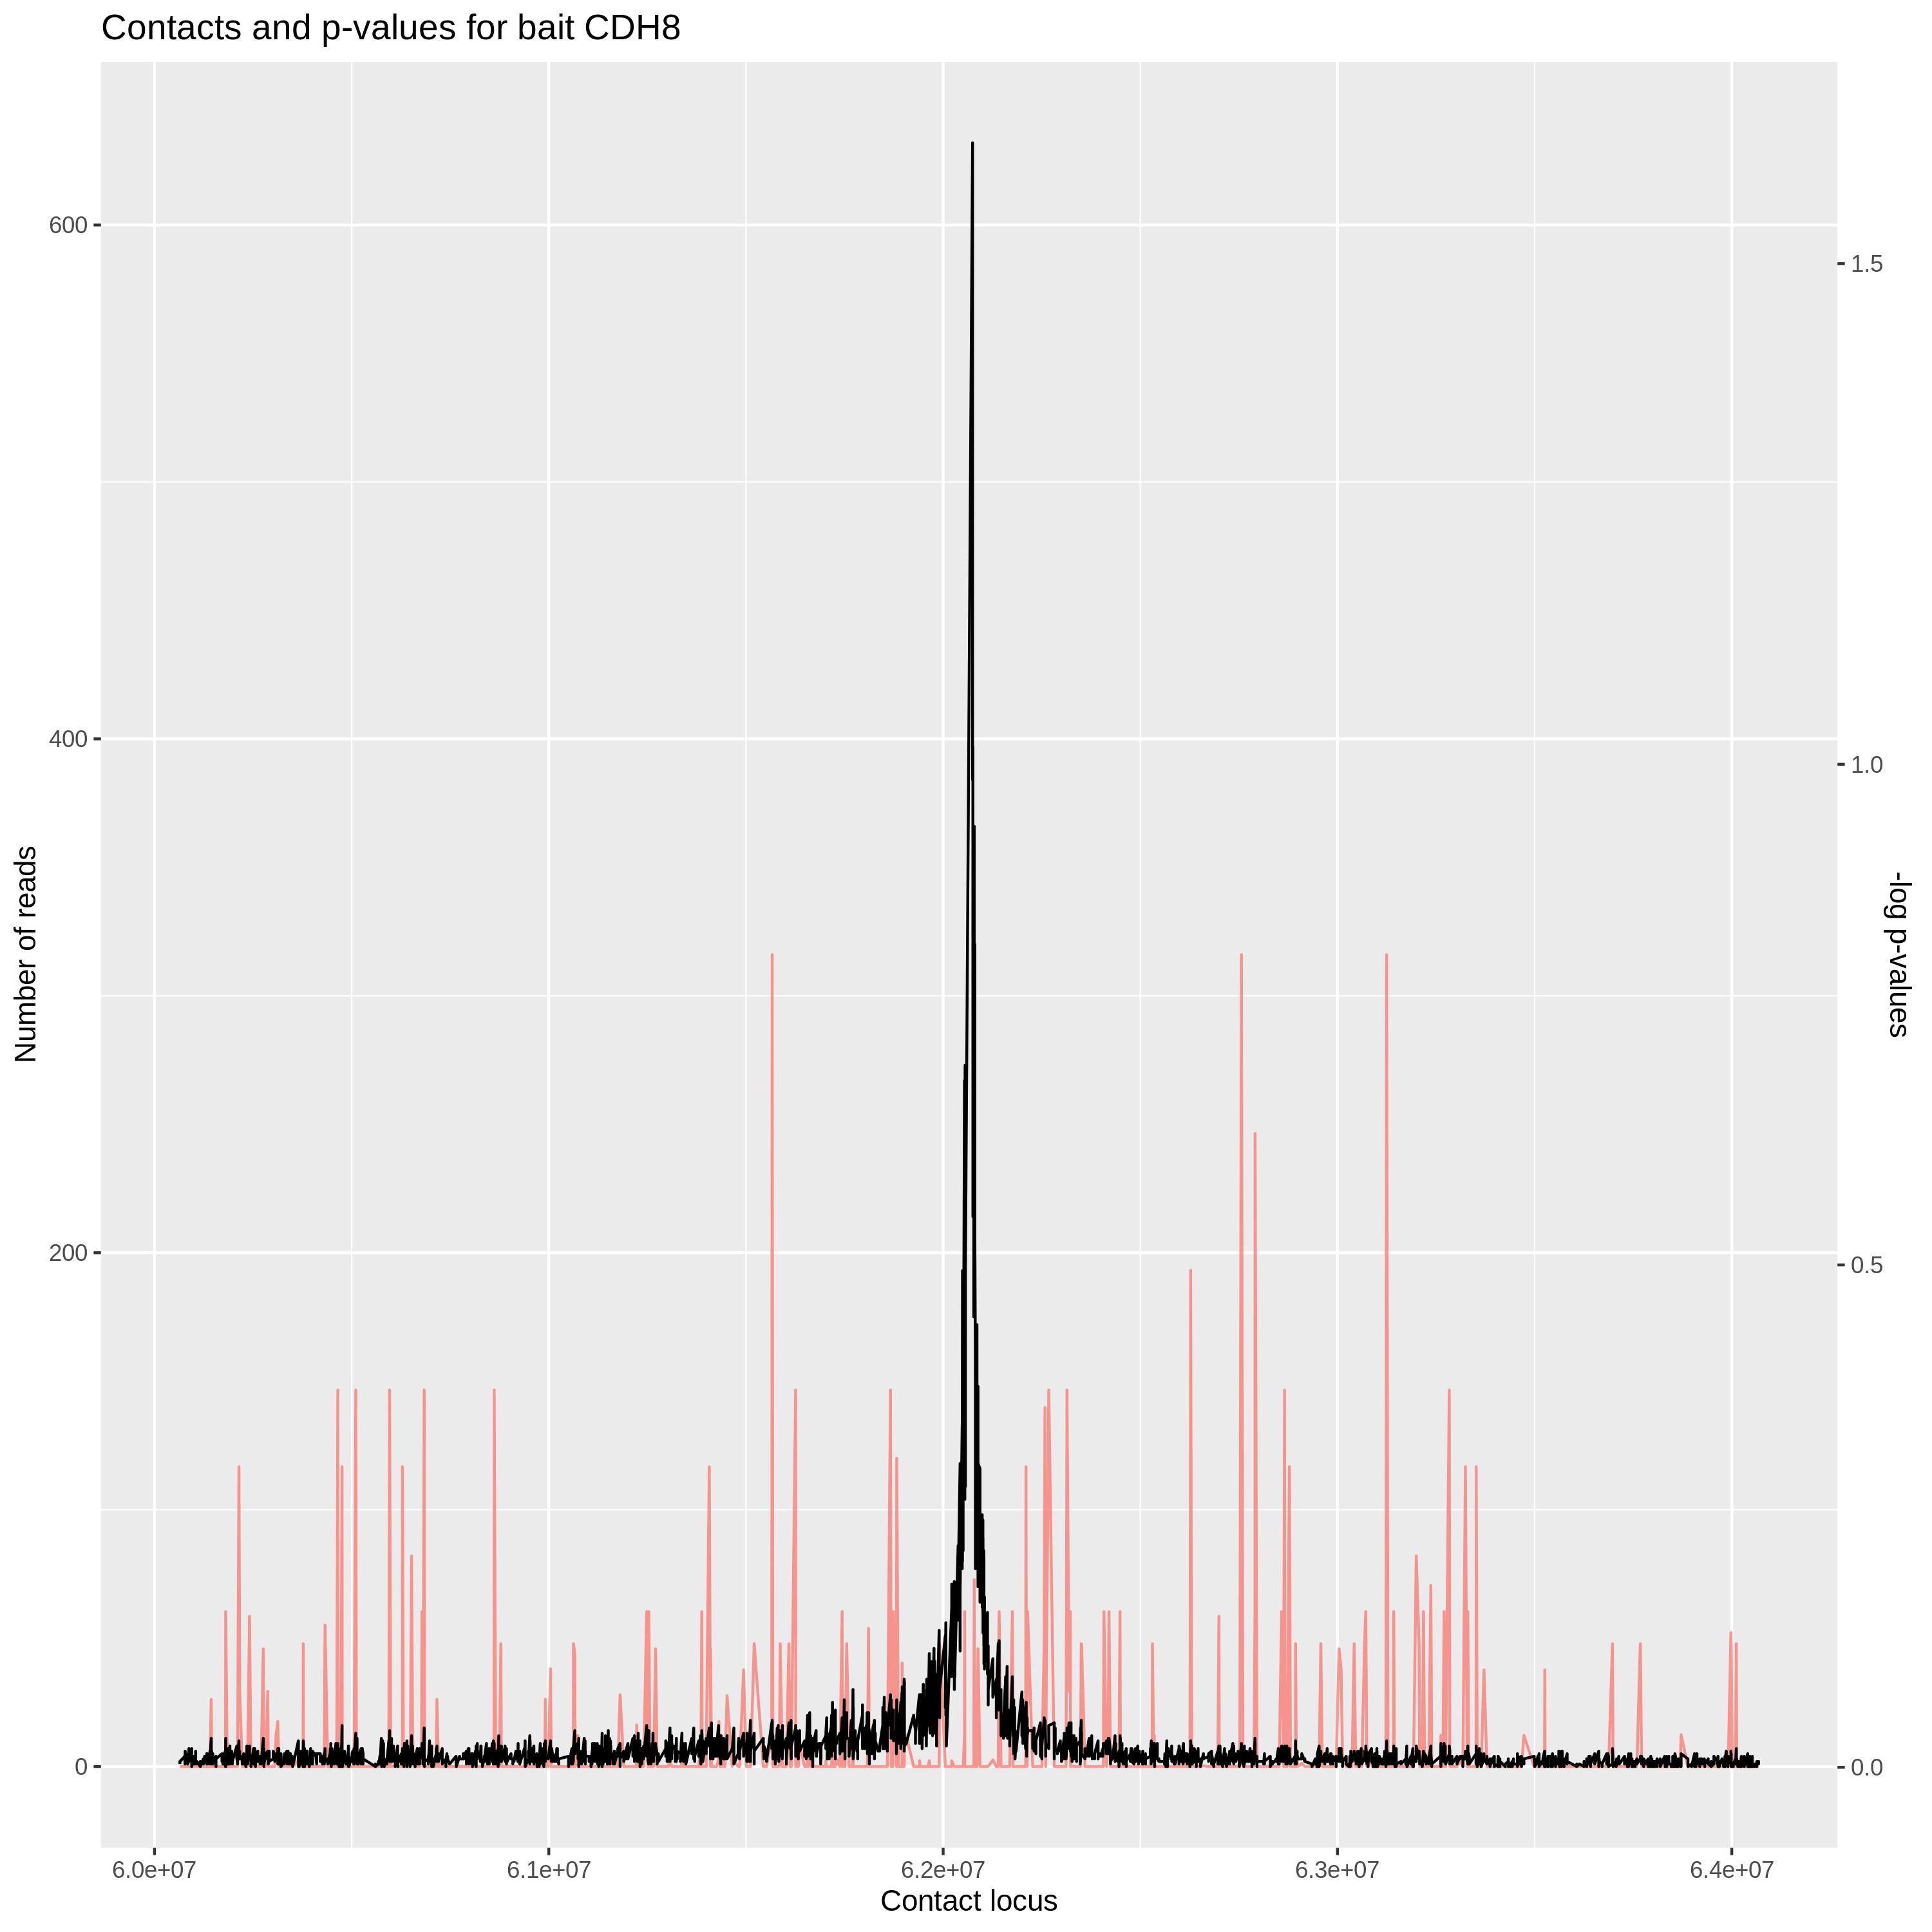 Contacts and p-values for bait CDH8
600
400
200
0
Number of reads
1.5
1.0
0.5
0.0
-log p-values
6.0e+07
6.1e+07
6.2e+07
6.3e+07
6.4e+07
Contact locus